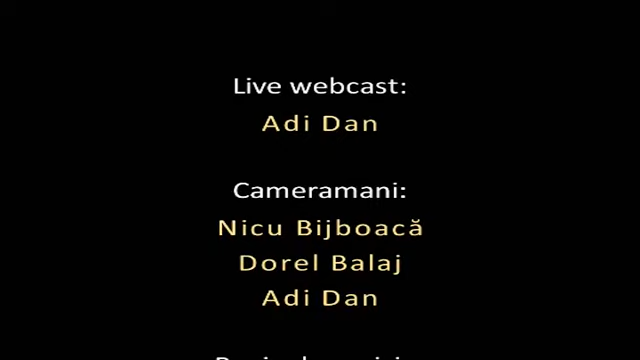 Live webcast:
Adi Dan
Cameramani:
Nicu Bijboacă
Dorel Balaj
Adi Dan